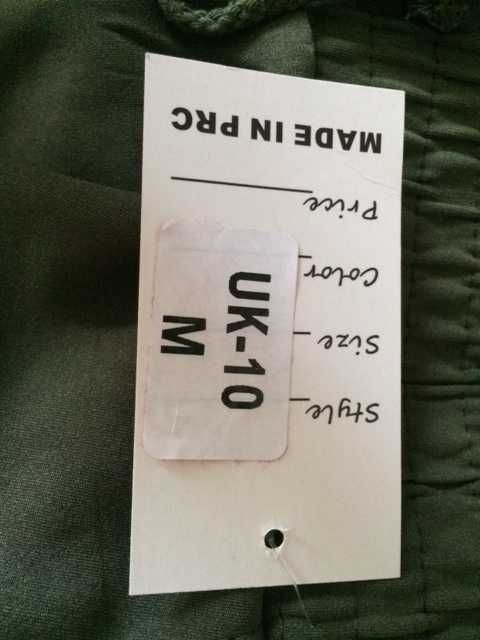 Style
Size
Color
Price
MADE IN PRC
UK-10
M